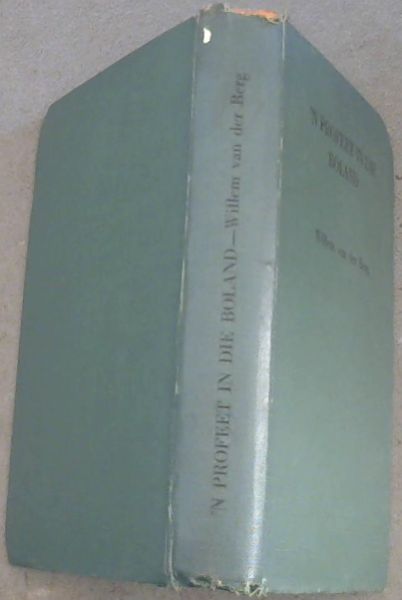 'N PROFEET IN DIE BOLAND—Willem van der Berg
'N PROFEET IN DIE
BOLAND
Willem van der Berg